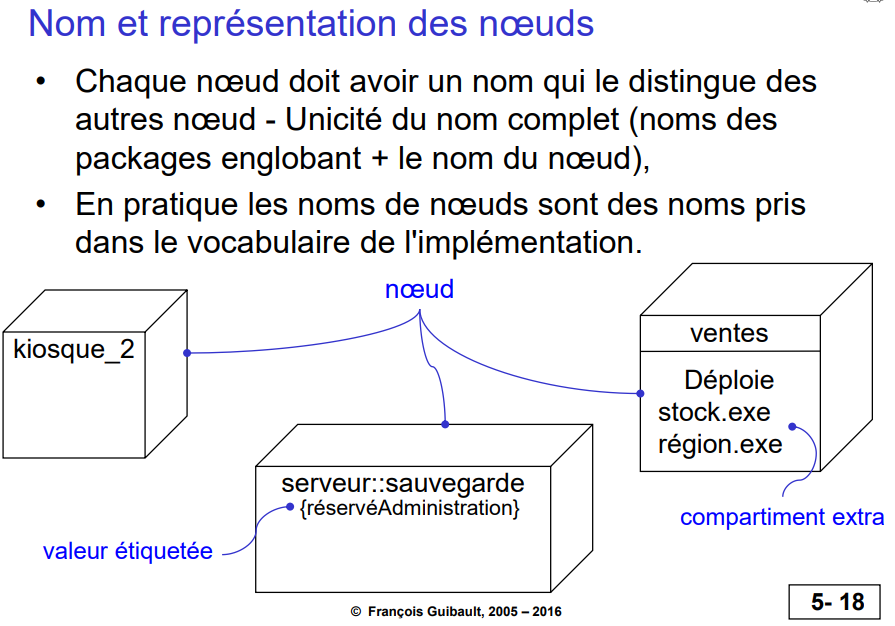 Nom et représentation des nœuds
• Chaque nœud doit avoir un nom qui le distingue des
autres nœud - Unicité du nom complet (noms des
packages englobant + le nom du nœud),
• En pratique les noms de nœuds sont des noms pris
dans le vocabulaire de l'implémentation.
nœud
kiosque_2
ventes
Déploie
stock.exe
région.exe
serveur::sauvegarde
{réservéAdministration}
compartiment extra
valeur étiquetée
© François Guibault, 2005 – 2016
5- 18